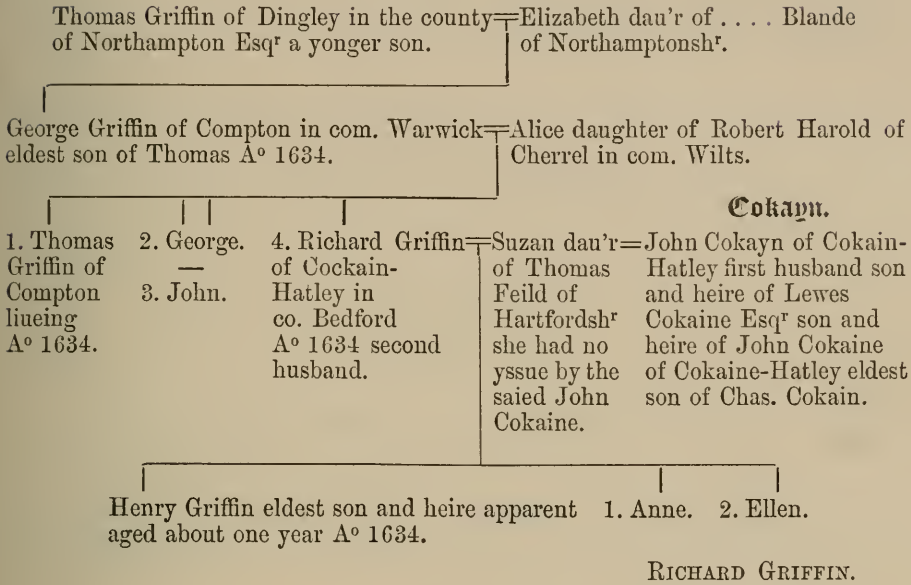 Thomas Griffin of Dingley in the county=Elizabeth dau'r of . . . . Blande
of Northampton Esqʳ a yonger son. of Northamptonshʳ.
George Griffin of Compton in com. Warwick=Alice daughter of Robert Harold of
eldest son of Thomas Aº 1634. Cherrel in com. Wilts.
Cokayn.
1. Thomas
Griffin of
Compton
liueing
Aº 1634.
2. George.
—
3. John.
4. Richard Griffin=
of Cockain-
Hatley in
co. Bedford
Aº 1634 second
husband.
Suzan dau'r=
of Thomas
Feild of
Hartfordshʳ
she had no
yssue by the
saied John
Cokaine.
John Cokayn of Cokain-
Hatley first husband son
and heire of Lewes
Cokaine Esqʳ son and
heire of John Cokaine
of Cokaine-Hatley eldest
son of Chas. Cokain.
Henry Griffin eldest son and heire apparent 1. Anne. 2. Ellen.
aged about one year Aº 1634.
RICHARD GRIFFIN.